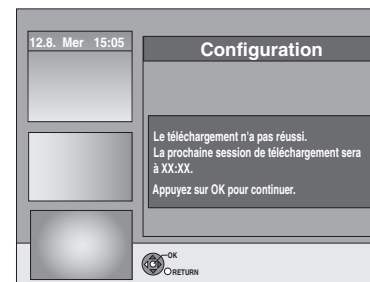 12.8. Mer 15:05
Configuration
Le téléchargement n'a pas réussi.
La prochaine session de téléchargement sera
à XX:XX.
Appuyez sur OK pour continuer.
OK
RETURN